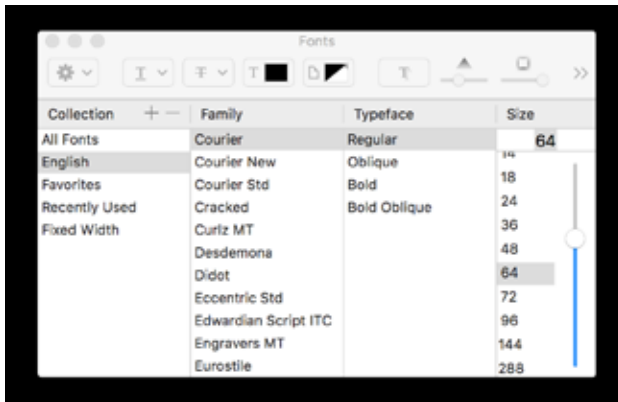 Fonts
T T T D T
Collection + − Family Typeface Size
All Fonts Courier Regular 64
English Courier New Oblique 14
Favorites Courier Std Bold 18
Recently Used Cracked Bold Oblique 24
Fixed Width Curlz MT 36
Desdemona 48
Didot 64
Eccentric Std 72
Edwardian Script ITC 96
Engravers MT 144
Eurostile 288